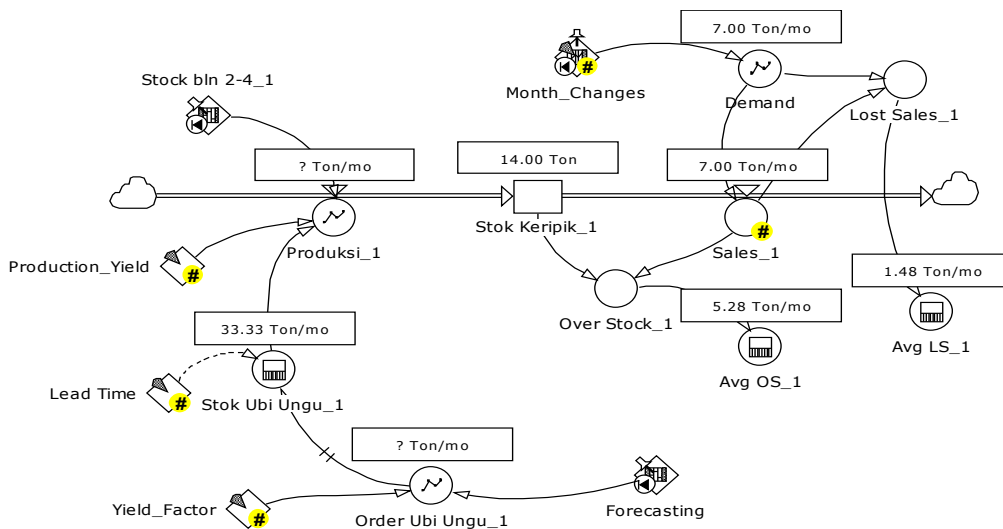 7.00 Ton/mo
Stock bln 2-4_1
#
Month_Changes
Demand
Lost Sales_1
? Ton/mo
14.00 Ton
7.00 Ton/mo
Stok Keripik_1
#
Produksi_1
Sales_1
Production_Yield
#
1.48 Ton/mo
5.28 Ton/mo
33.33 Ton/mo
Over Stock_1
Avg LS_1
Lead Time
#
Stok Ubi Ungu_1
Avg OS_1
? Ton/mo
Yield_Factor
#
Order Ubi Ungu_1
Forecasting